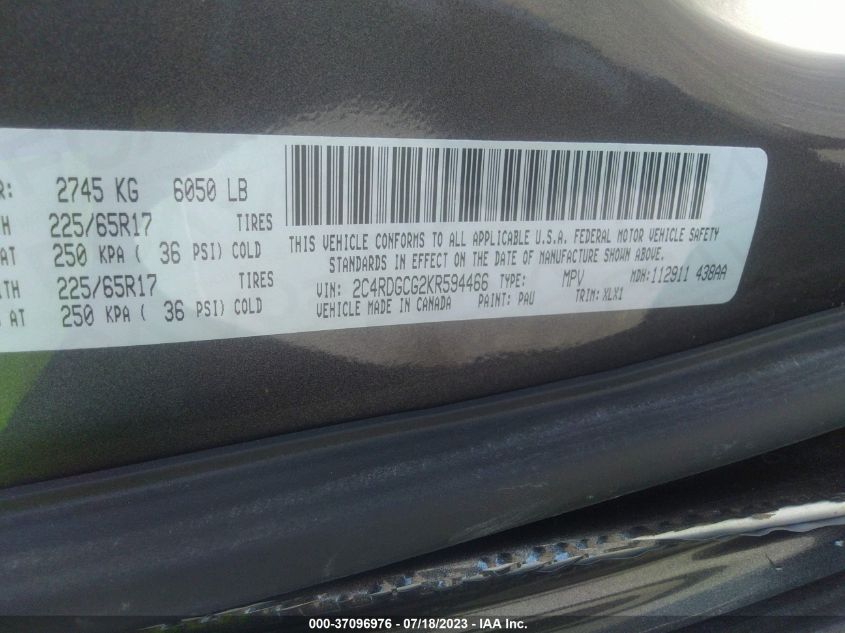 R: 2745 KG 6050 LB
TH 225/65R17 TIRES
AT 250 KPA ( 36 PSI) COLD
ITH 225/65R17 TIRES
S AT 250 KPA ( 36 PSI) COLD
THIS VEHICLE CONFORMS TO ALL APPLICABLE U.S.A. FEDERAL MOTOR VEHICLE SAFETY
STANDARDS IN EFFECT ON THE DATE OF MANUFACTURE SHOWN ABOVE.
VIN: 2C4RDGCG2KR594466 TYPE: MPV MDH:112911 438AA
VEHICLE MADE IN CANADA PAINT: PAU TRIM: XLX1
000-37096976 / 07/18/2023 - IAA Inc.